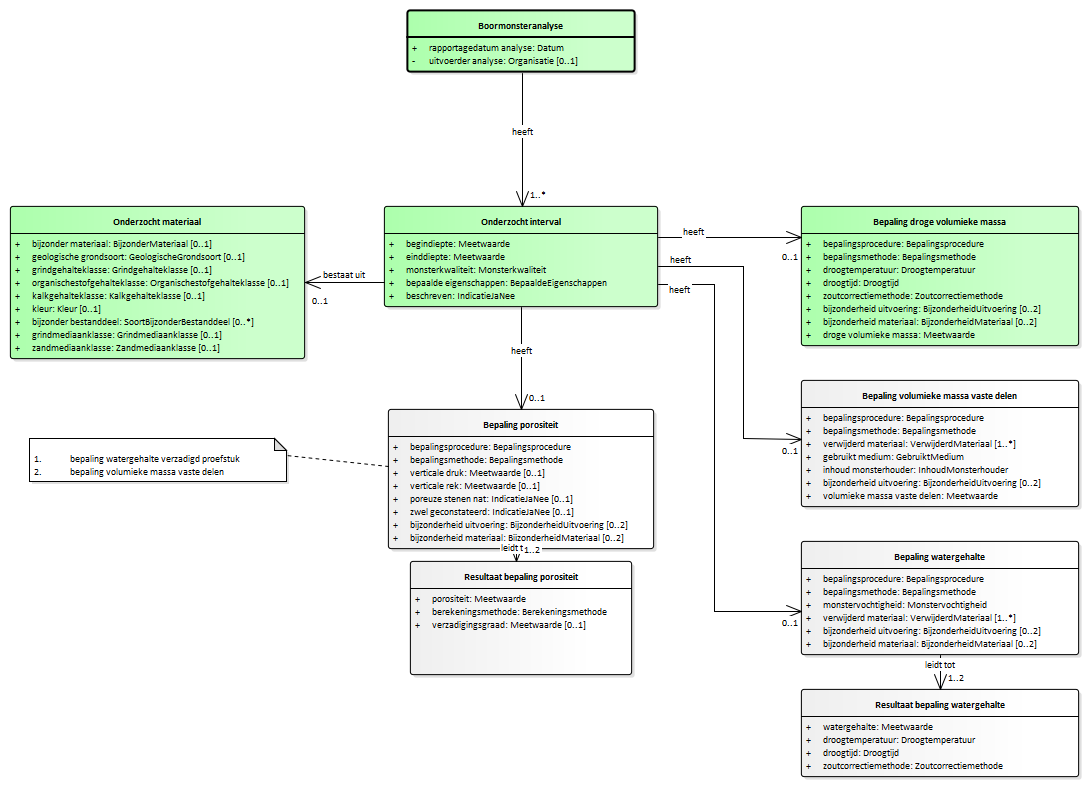 Boormonsteranalyse
+ rapportagedatum analyse: Datum
- uitvoerder analyse: Organisatie [0..1]
heeft
1..*
Onderzocht materiaal
+ bijzonder materiaal: BijzonderMateriaal [0..1]
+ geologische grondsoort: GeologischeGrondsoort [0..1]
+ grindgehalteklasse: Grindgehalteklasse [0..1]
+ organischestofgehalteklasse: Organischestofgehalteklasse [0..1]
+ kalkgehalteklasse: Kalkgehalteklasse [0..1]
+ kleur: Kleur [0..1]
+ bijzonder bestanddeel: SoortBijzonderBestanddeel [0..*]
+ grindmediaanklasse: Grindmediaanklasse [0..1]
+ zandmediaanklasse: Zandmediaanklasse [0..1]
bestaat uit
0..1
Onderzocht interval
+ begindiepte: Meetwaarde
+ einddiepte: Meetwaarde
+ monsterkwaliteit: Monsterkwaliteit
+ bepaalde eigenschappen: BepaaldeEigenschappen
+ beschreven: IndicatieJaNee
heeft
0..1
heeft
heeft
Bepaling droge volumieke massa
+ bepalingsprocedure: Bepalingsprocedure
+ bepalingsmethode: Bepalingsmethode
+ droogtemperatuur: Droogtemperatuur
+ droogtijd: Droogtijd
+ zoutcorrectiemethode: Zoutcorrectiemethode
+ bijzonderheid uitvoering: BijzonderheidUitvoering [0..2]
+ bijzonderheid materiaal: BijzonderheidMateriaal [0..2]
+ droge volumieke massa: Meetwaarde
heeft
0..1
Bepaling porositeit
+ bepalingsprocedure: Bepalingsprocedure
+ bepalingsmethode: Bepalingsmethode
+ verticale druk: Meetwaarde [0..1]
+ verticale rek: Meetwaarde [0..1]
+ poreuze stenen nat: IndicatieJaNee [0..1]
+ zwel geconstateerd: IndicatieJaNee [0..1]
+ bijzonderheid uitvoering: BijzonderheidUitvoering [0..2]
+ bijzonderheid materiaal: BijzonderheidMateriaal [0..2]
1. bepaling watergehalte verzadigd proefstuk
2. bepaling volumieke massa vaste delen
Bepaling volumieke massa vaste delen
+ bepalingsprocedure: Bepalingsprocedure
+ bepalingsmethode: Bepalingsmethode
+ verwijderd materiaal: VerwijderdMateriaal [1..*]
+ gebruikt medium: GebruiktMedium
+ inhoud monsterhouder: InhoudMonsterhouder
+ bijzonderheid uitvoering: BijzonderheidUitvoering [0..2]
+ volumieke massa vaste delen: Meetwaarde
0..1
leidt t
1..2
Resultaat bepaling porositeit
+ porositeit: Meetwaarde
+ berekeningsmethode: Berekeningsmethode
+ verzadigingsgraad: Meetwaarde [0..1]
Bepaling watergehalte
+ bepalingsprocedure: Bepalingsprocedure
+ bepalingsmethode: Bepalingsmethode
+ monstervochtigheid: Monstervochtigheid
+ verwijderd materiaal: VerwijderdMateriaal [1..*]
+ bijzonderheid uitvoering: BijzonderheidUitvoering [0..2]
+ bijzonderheid materiaal: BijzonderheidMateriaal [0..2]
0..1
leidt tot
1..2
Resultaat bepaling watergehalte
+ watergehalte: Meetwaarde
+ droogtemperatuur: Droogtemperatuur
+ droogtijd: Droogtijd
+ zoutcorrectiemethode: Zoutcorrectiemethode